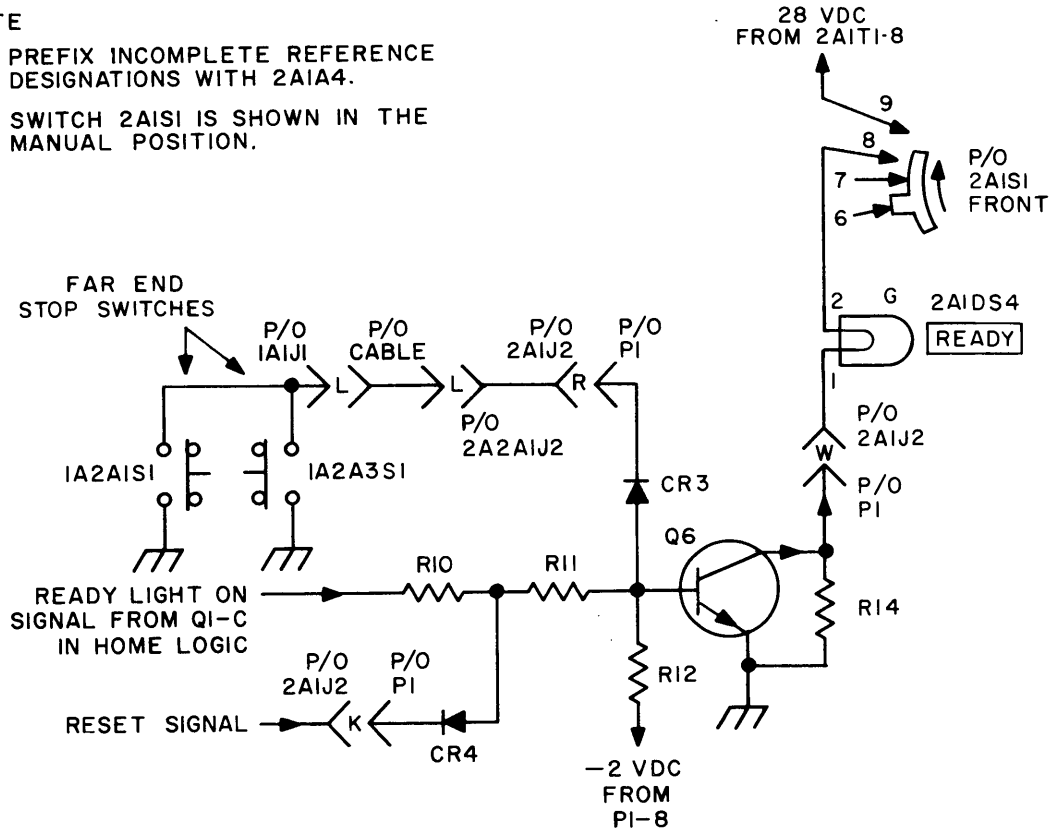 TE
PREFIX INCOMPLETE REFERENCE
DESIGNATIONS WITH 2A1A4.
SWITCH 2A1S1 IS SHOWN IN THE
MANUAL POSITION.
28 VDC
FROM 2A1T1-8
9
8
7
6
P/O
2A1S1
FRONT
FAR END
STOP SWITCHES
P/O
1A1J1
P/O
CABLE
P/O
2A1J2
P/O
P1
L
L
R
P/O
2A2A1J2
2
G
2A1DS4
READY
1
P/O
2A1J2
W
P/O
P1
1A2A1S1
1A2A3S1
CR3
Q6
R10
R11
R14
READY LIGHT ON
SIGNAL FROM Q1-C
IN HOME LOGIC
R12
P/O
2A1J2
P/O
P1
RESET SIGNAL
K
CR4
-2 VDC
FROM
P1-8